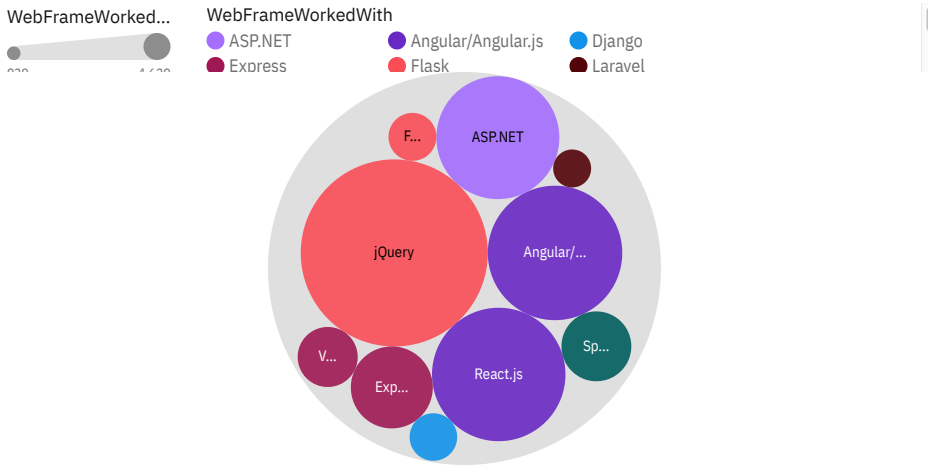 WebFrameWorked...
WebFrameWorkedWith
ASP.NET
Angular/Angular.js
Django
Express
Flask
Laravel
F...
ASP.NET
jQuery
Angular/...
Sp...
V...
React.js
Exp...